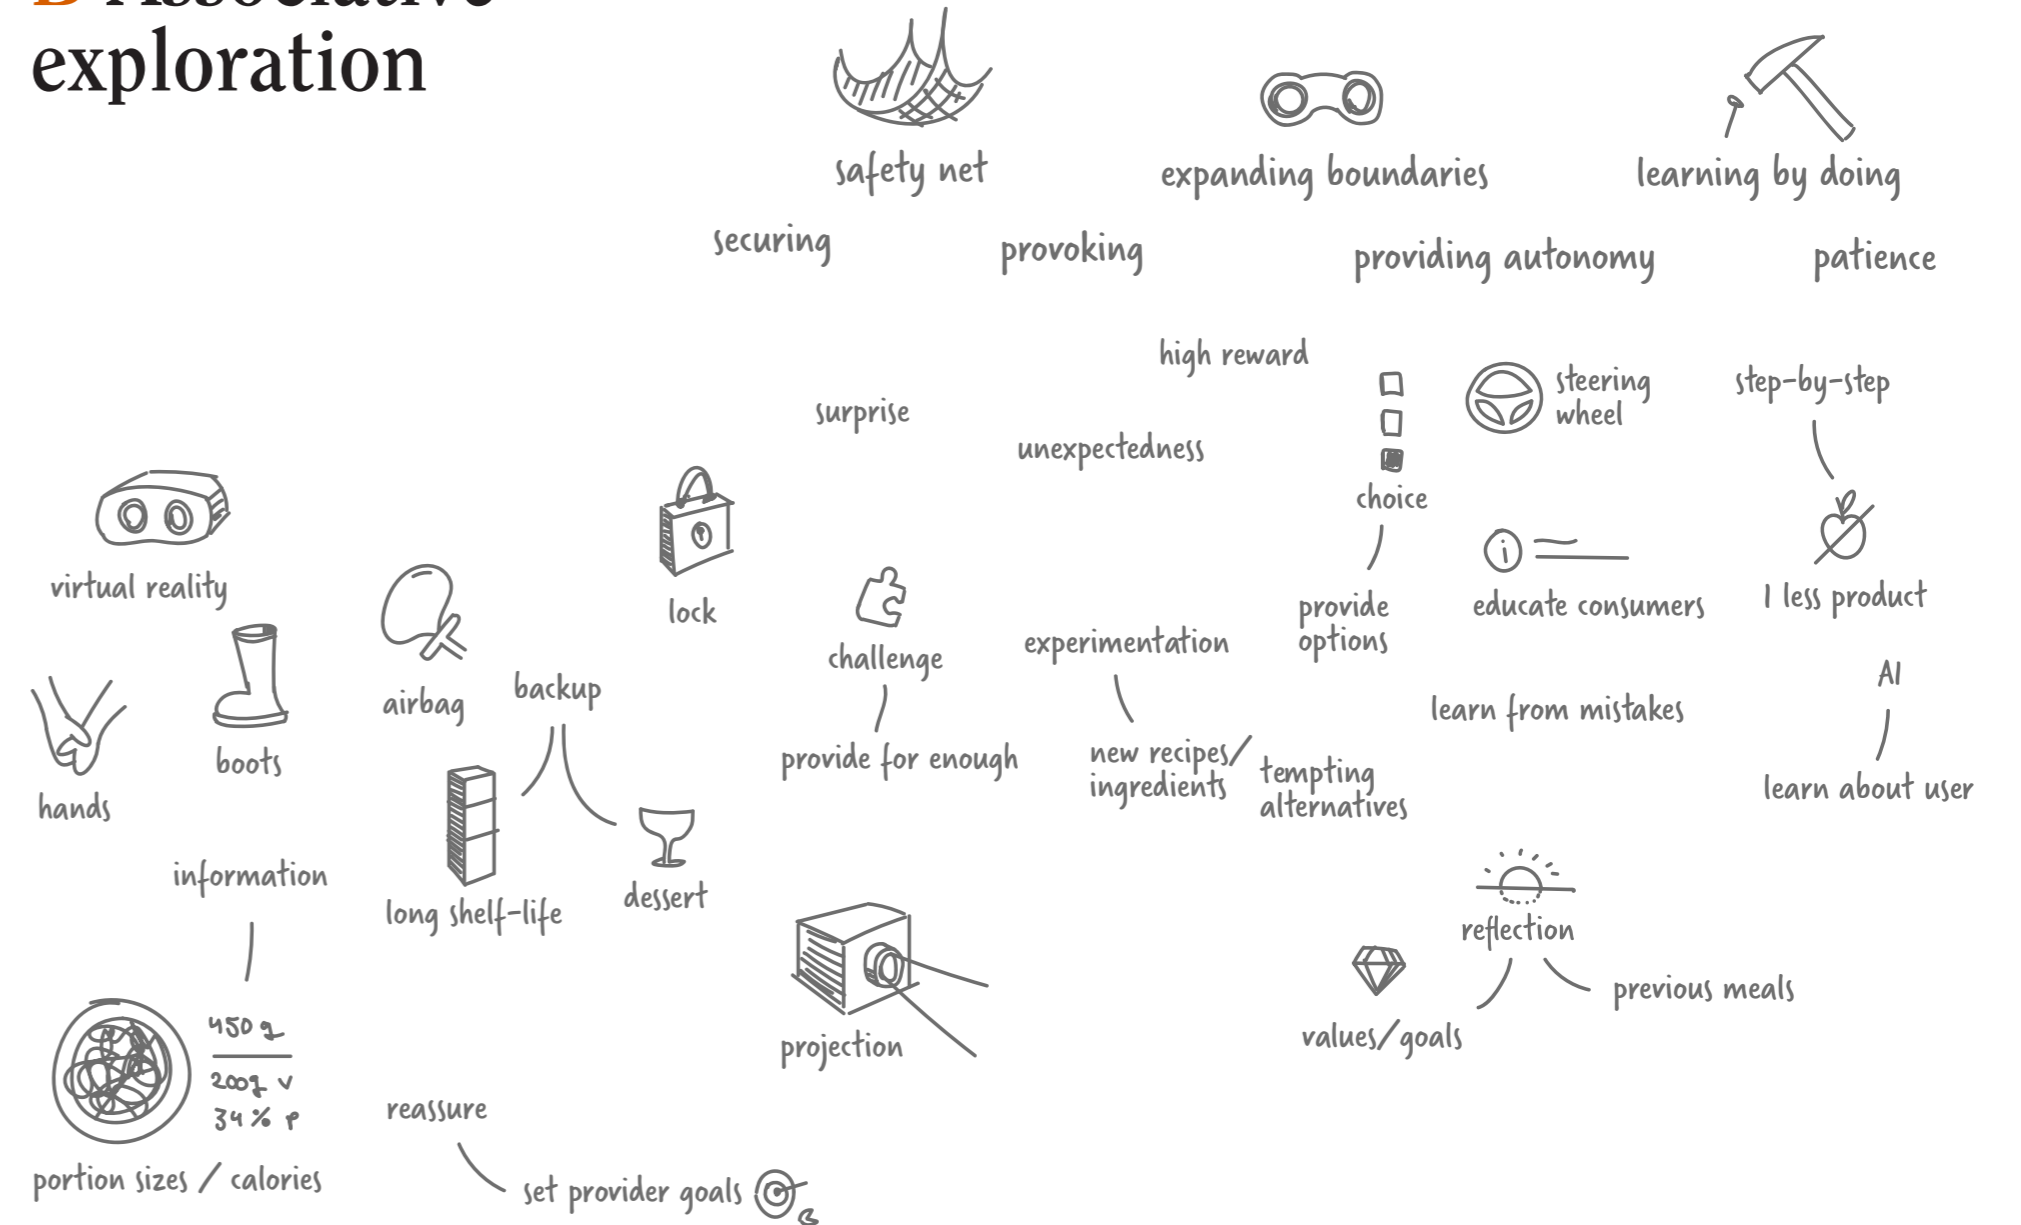 B Associative
exploration
safety net
expanding boundaries
learning by doing
securing
provoking
providing autonomy
patience
high reward
surprise
unexpectedness
choice
steering
wheel
step-by-step
virtual reality
lock
provide
options
educate consumers
1 less product
hands
boots
airbag
backup
challenge
provide for enough
experimentation
new recipes/
ingredients
tempting
alternatives
learn from mistakes
AI
learn about user
information
long shelf-life
dessert
projection
reflection
values/goals
previous meals
450 g
200g v
34% p
portion sizes / calories
reassure
set provider goals